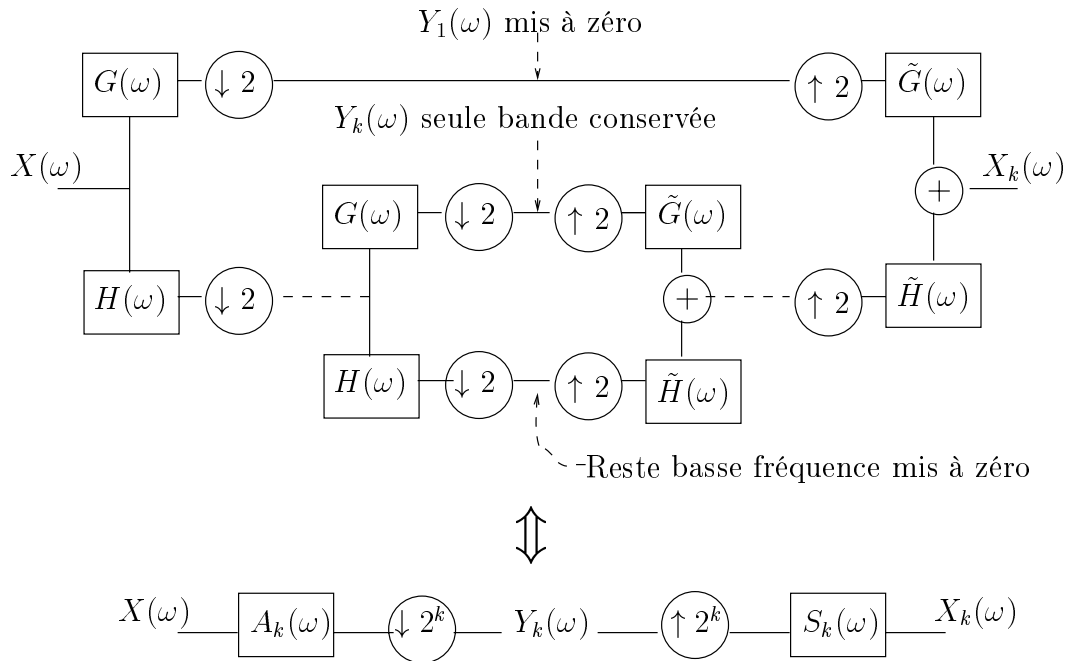 Y₁(ω) mis à zéro
G(ω) ↓ 2 ↑ 2 G̃(ω)
Y_k(ω) seule bande conservée
X(ω) X_k(ω)
+
G(ω) ↓ 2 ↑ 2 G̃(ω)
H(ω) ↓ 2 + ↑ 2 H̃(ω)
H(ω) ↓ 2 ↑ 2 H̃(ω)
Reste basse fréquence mis à zéro
⇕
X(ω) A_k(ω) ↓ 2^k Y_k(ω) ↑ 2^k S_k(ω) X_k(ω)